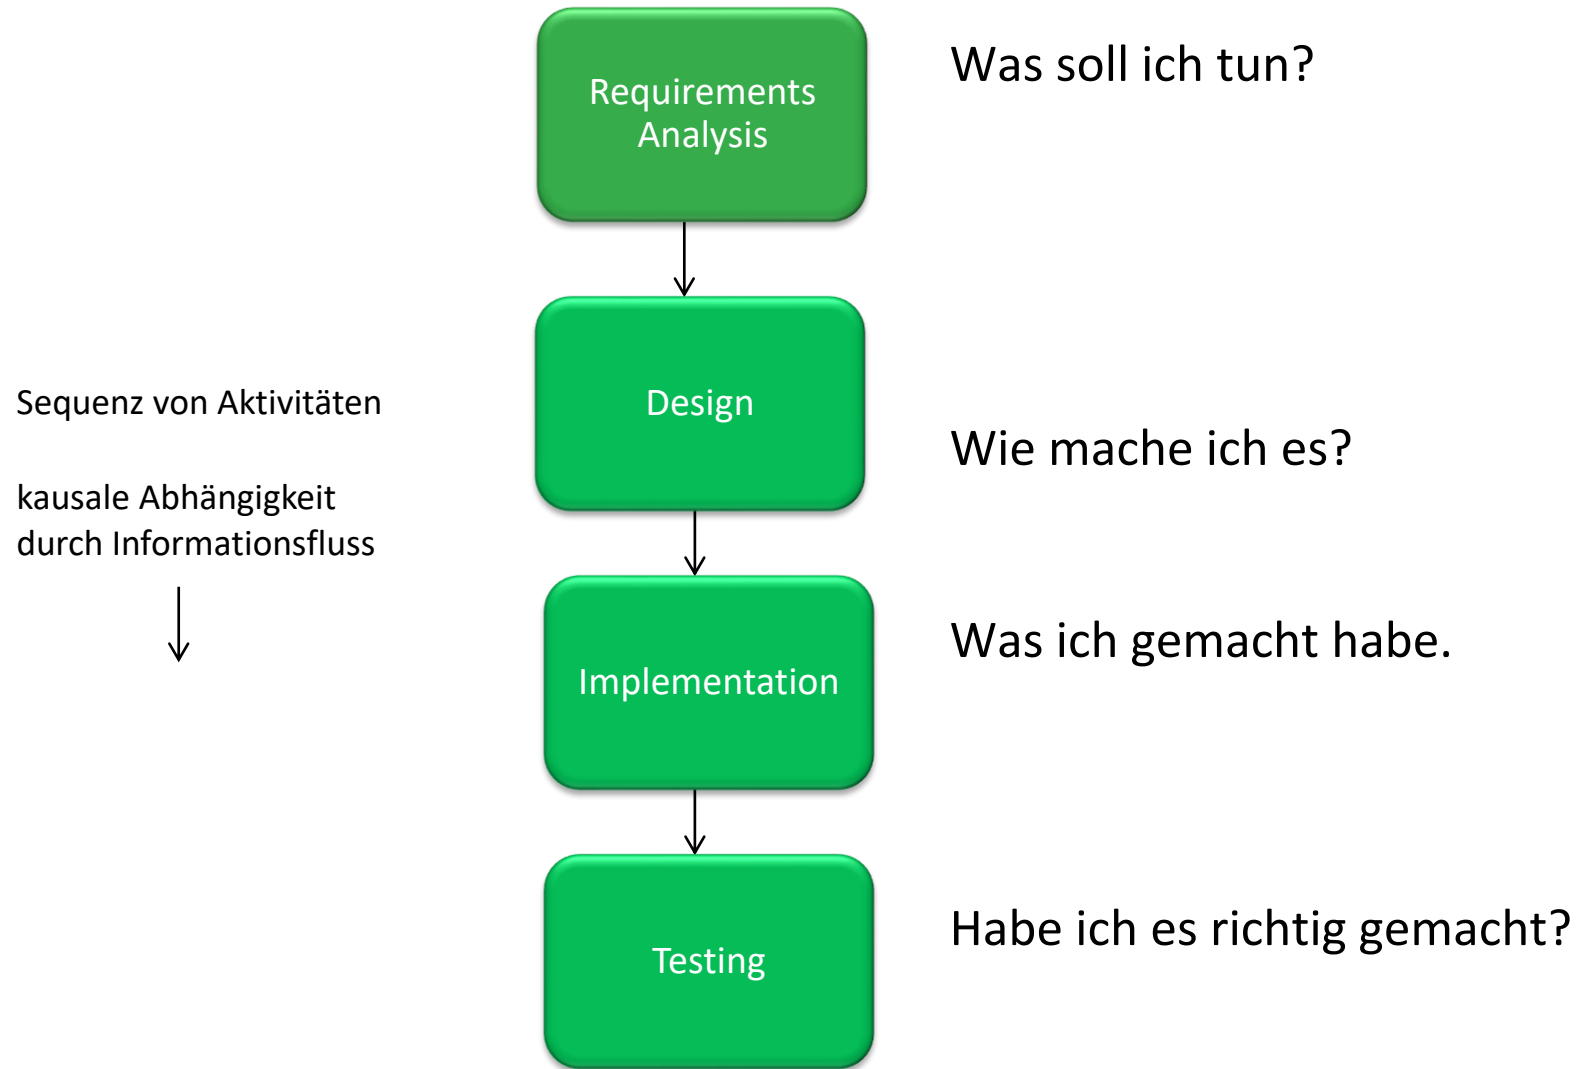 Requirements
Analysis
Was soll ich tun?
Sequenz von Aktivitäten
kausale Abhängigkeit
durch Informationsfluss
Design
Wie mache ich es?
Implementation
Was ich gemacht habe.
Testing
Habe ich es richtig gemacht?